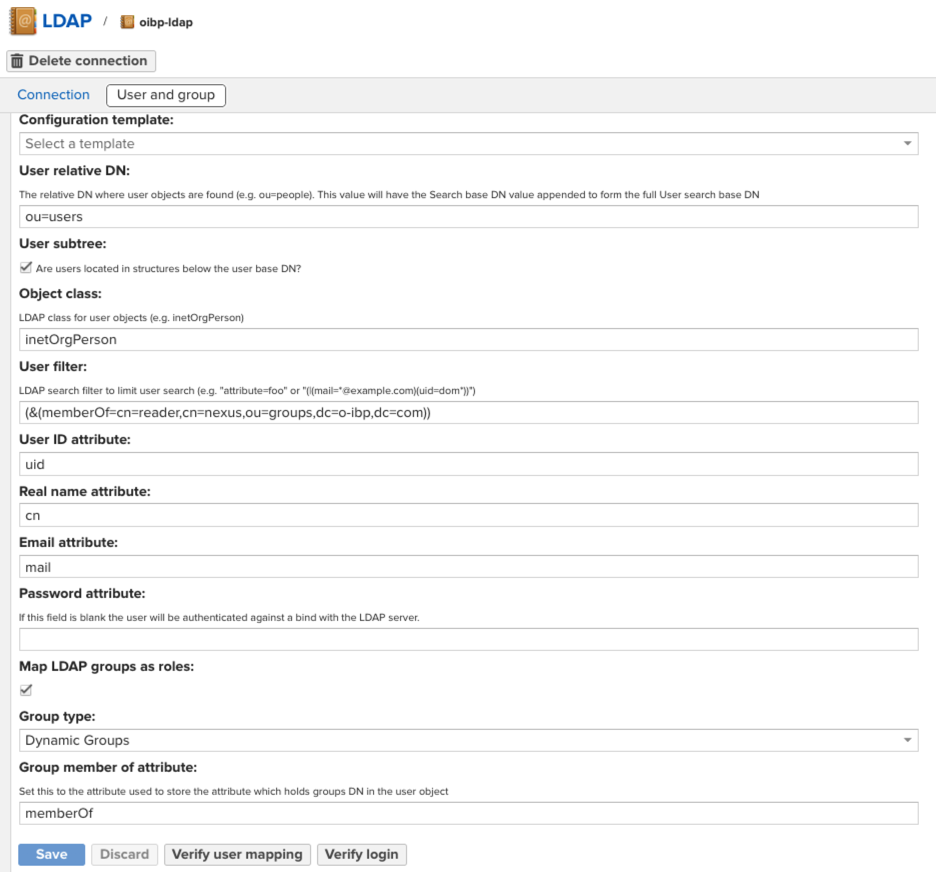 LDAP / oibp-ldap
Delete connection
Connection User and group
Configuration template:
Select a template
User relative DN:
The relative DN where user objects are found (e.g. ou=people). This value will have the Search base DN value appended to form the full User search base DN
ou=users
User subtree:
Are users located in structures below the user base DN?
Object class:
LDAP class for user objects (e.g. inetOrgPerson)
inetOrgPerson
User filter:
LDAP search filter to limit user search (e.g. "attribute=foo" or "(|(mail=*@example.com)(uid=dom*))")
(&(memberOf=cn=reader,cn=nexus,ou=groups,dc=o-ibp,dc=com))
User ID attribute:
uid
Real name attribute:
cn
Email attribute:
mail
Password attribute:
If this field is blank the user will be authenticated against a bind with the LDAP server.
Map LDAP groups as roles:
Group type:
Dynamic Groups
Group member of attribute:
Set this to the attribute used to store the attribute which holds groups DN in the user object
memberOf
Save Discard Verify user mapping Verify login